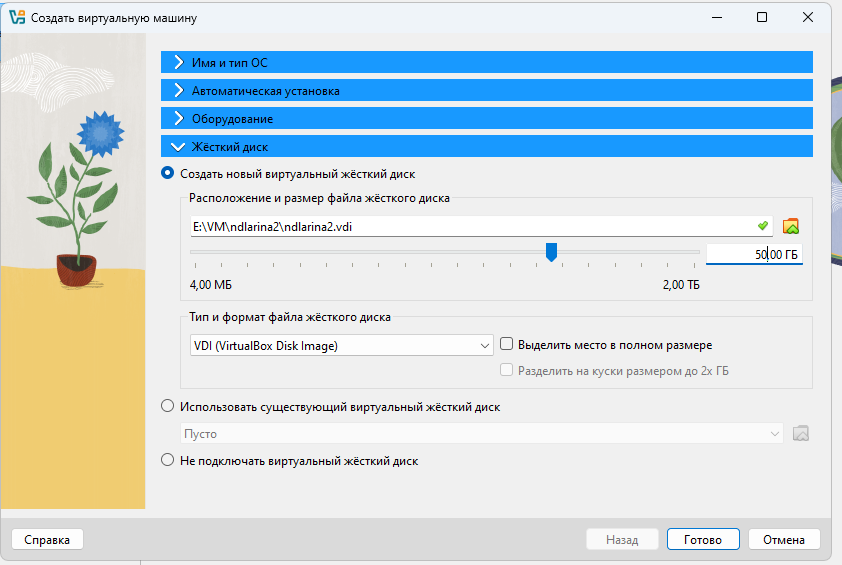 Создать виртуальную машину
Имя и тип ОС
Автоматическая установка
Оборудование
Жёсткий диск
Создать новый виртуальный жёсткий диск
Расположение и размер файла жёсткого диска
E:\VM\ndlarina2\ndlarina2.vdi
50,00 ГБ
4,00 МБ
2,00 ТБ
Тип и формат файла жёсткого диска
VDI (VirtualBox Disk Image)
Выделить место в полном размере
Разделить на куски размером до 2х ГБ
Использовать существующий виртуальный жёсткий диск
Пусто
Не подключать виртуальный жёсткий диск
Справка
Назад
Готово
Отмена